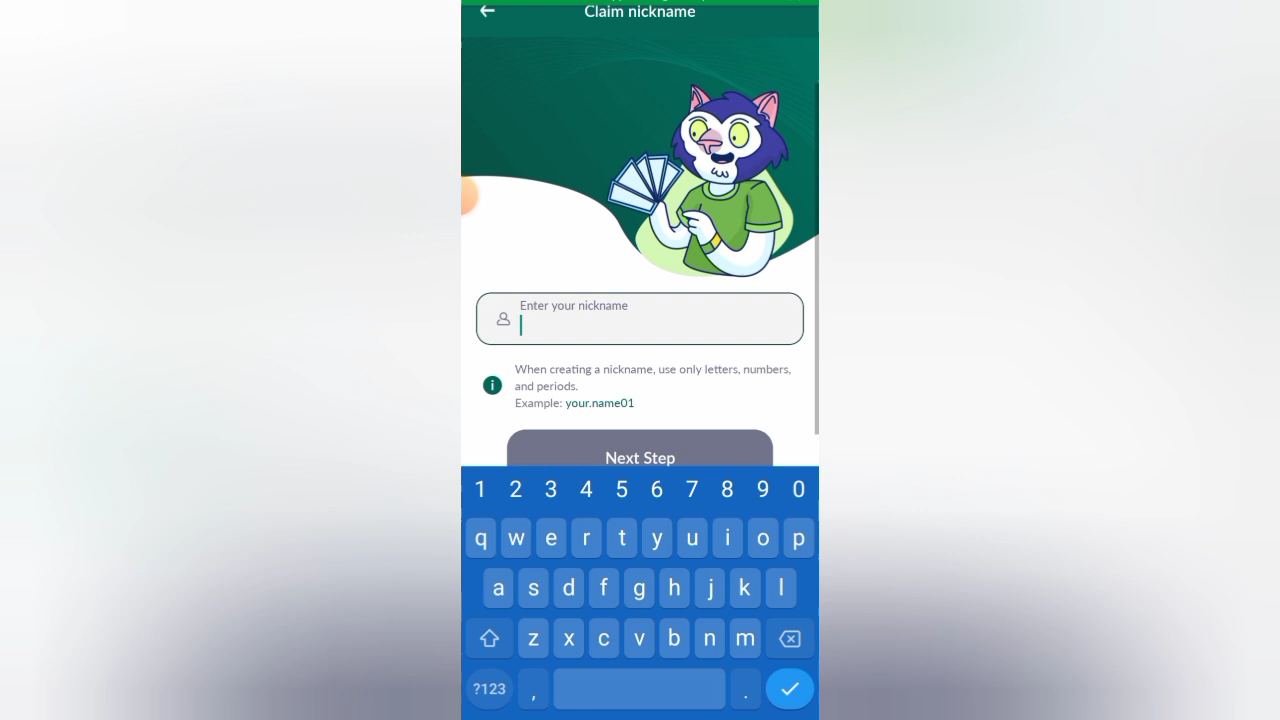 Claim nickname
Enter your nickname
When creating a nickname, use only letters, numbers,
and periods.
Example: your.name01
Next Step
1 2 3 4 5 6 7 8 9 0
q w e r t y u i o p
a s d f g h j k l
z x c v b n m
?123 , .